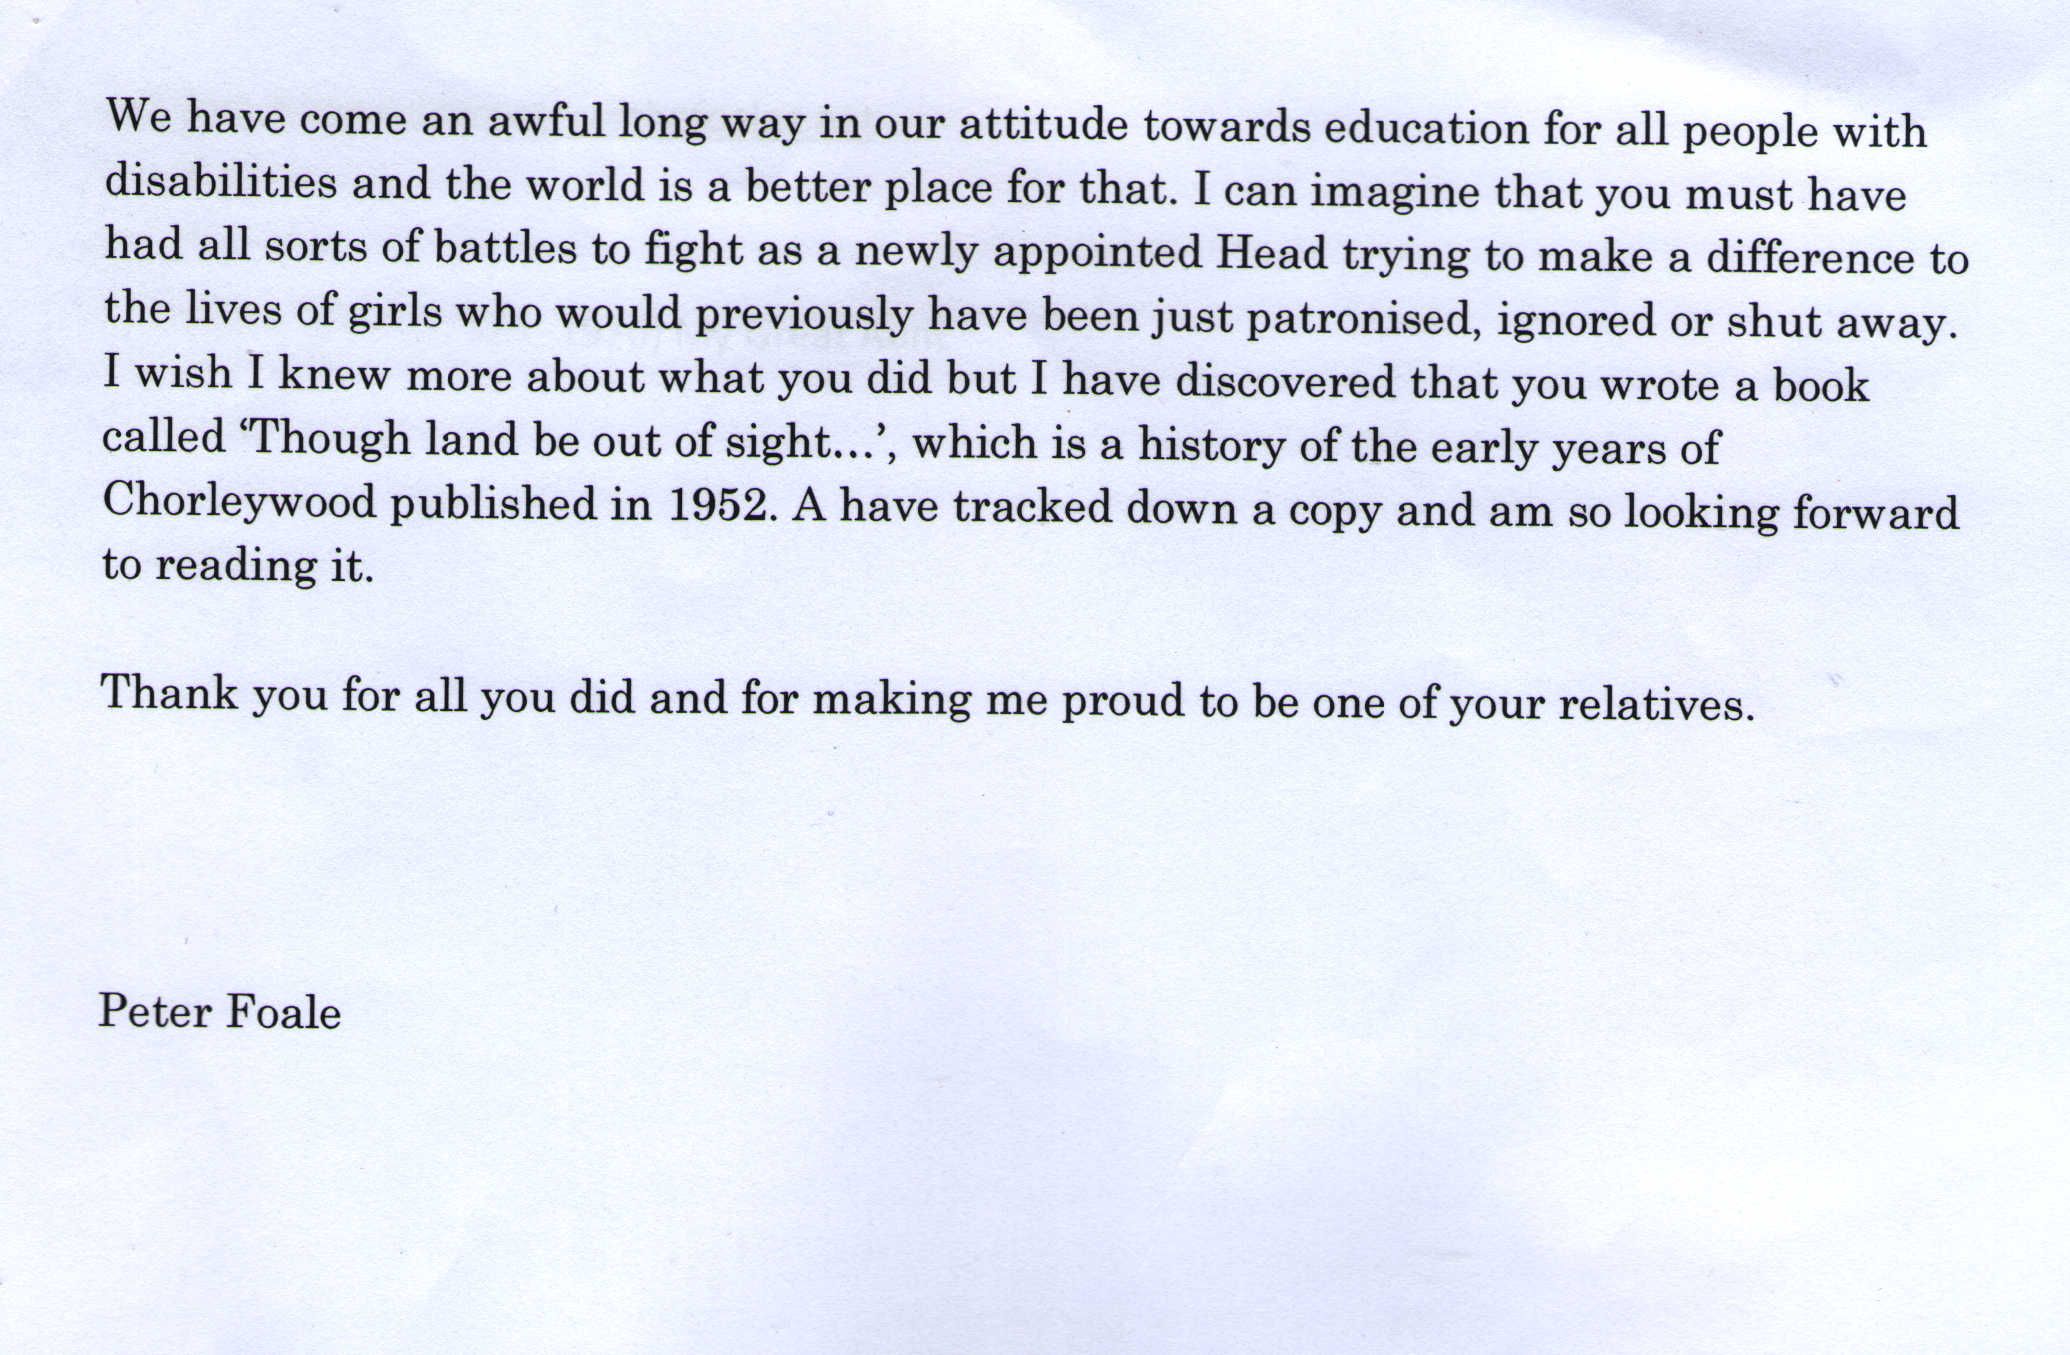 We have come an awful long way in our attitude towards education for all people with
disabilities and the world is a better place for that. I can imagine that you must have
had all sorts of battles to fight as a newly appointed Head trying to make a difference to
the lives of girls who would previously have been just patronised, ignored or shut away.
I wish I knew more about what you did but I have discovered that you wrote a book
called ‘Though land be out of sight...’, which is a history of the early years of
Chorleywood published in 1952. A have tracked down a copy and am so looking forward
to reading it.
Thank you for all you did and for making me proud to be one of your relatives.
Peter Foale